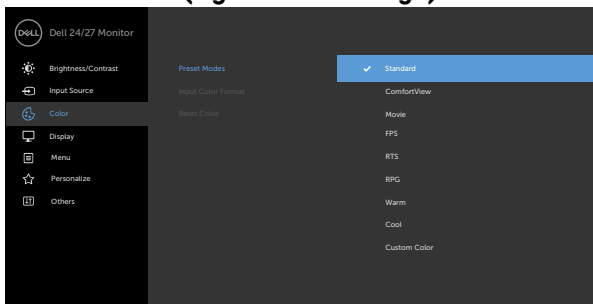 DELL
Dell 24/27 Monitor
Brightness/Contrast
Input Source
Color
Display
Menu
Personalize
Others
Preset Modes
Input Color Format
Reset Color
Standard
ComfortView
Movie
FPS
RTS
RPG
Warm
Cool
Custom Color